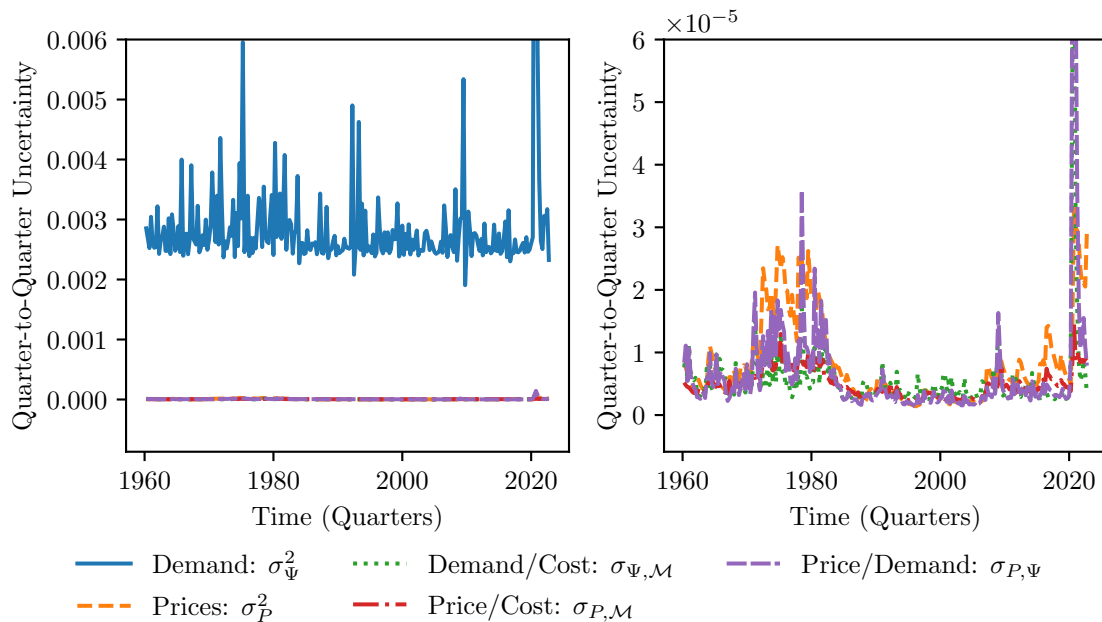 ×10⁻⁵
0.006
0.005
0.004
0.003
0.002
0.001
0.000
Quarter-to-Quarter Uncertainty
1960
1980
2000
2020
Time (Quarters)
6
5
4
3
2
1
0
Quarter-to-Quarter Uncertainty
1960
1980
2000
2020
Time (Quarters)
Demand: σ²_Ψ
Prices: σ²_P
Demand/Cost: σ_Ψ,ℳ
Price/Cost: σ_P,ℳ
Price/Demand: σ_P,Ψ